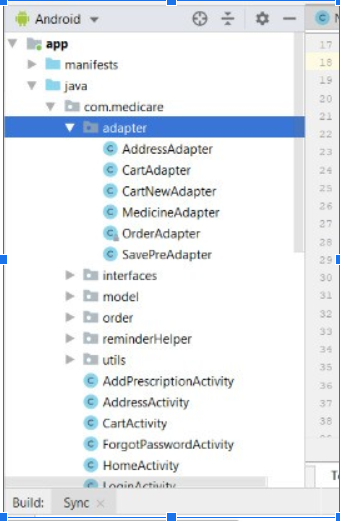 Android
app
manifests
java
com.medicare
adapter
AddressAdapter
CartAdapter
CartNewAdapter
MedicineAdapter
OrderAdapter
SavePreAdapter
interfaces
model
order
reminderHelper
utils
AddPrescriptionActivity
AddressActivity
CartActivity
ForgotPasswordActivity
HomeActivity
LoginActivity
Build: Sync ×
17
18
19
20
21
22
23
24
25
26
27
28
29
30
31
32
33
34
35
36
37
38